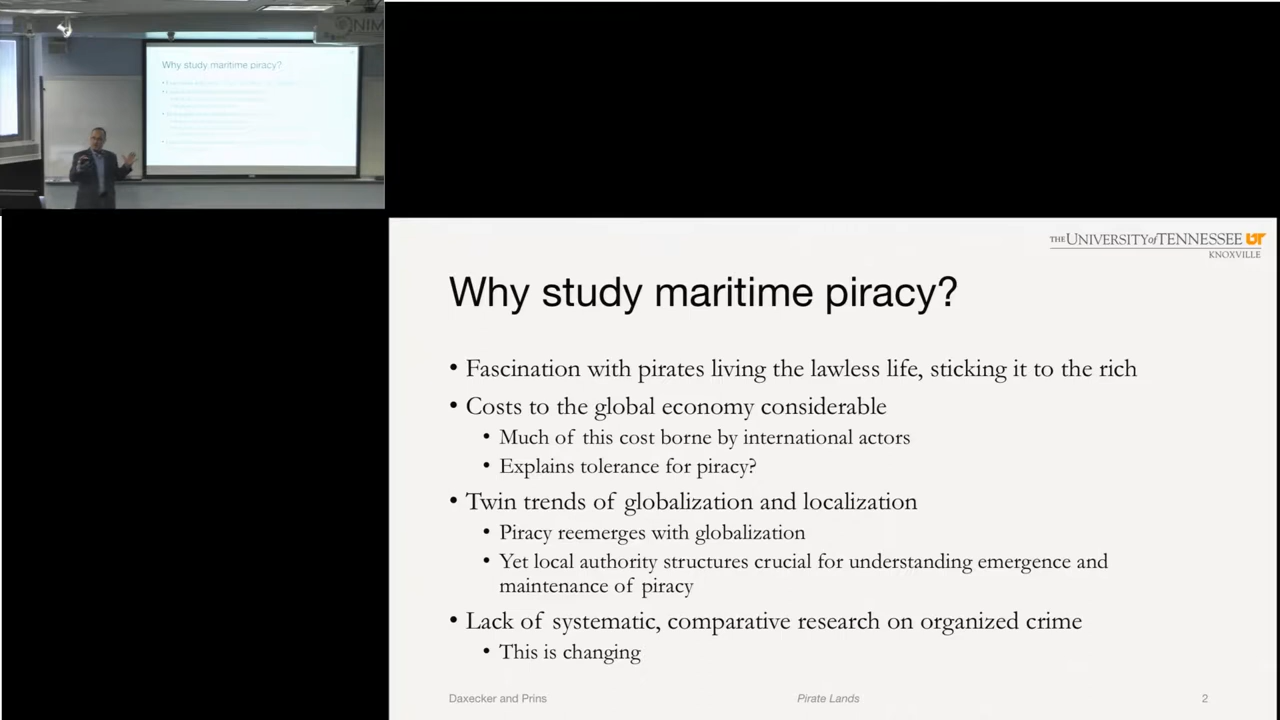 NIM
Why study maritime piracy?
THE UNIVERSITY of TENNESSEE UT
KNOXVILLE
Why study maritime piracy?
• Fascination with pirates living the lawless life, sticking it to the rich
• Costs to the global economy considerable
• Much of this cost borne by international actors
• Explains tolerance for piracy?
• Twin trends of globalization and localization
• Piracy reemerges with globalization
• Yet local authority structures crucial for understanding emergence and
maintenance of piracy
• Lack of systematic, comparative research on organized crime
• This is changing
Daxecker and Prins
Pirate Lands
2